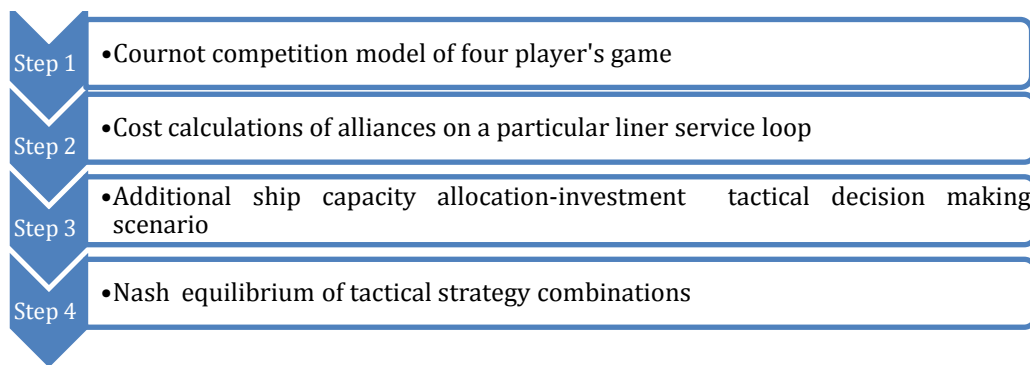 Step 1
•Cournot competition model of four player's game
Step 2
•Cost calculations of alliances on a particular liner service loop
Step 3
•Additional ship capacity allocation-investment tactical decision making
scenario
Step 4
•Nash equilibrium of tactical strategy combinations